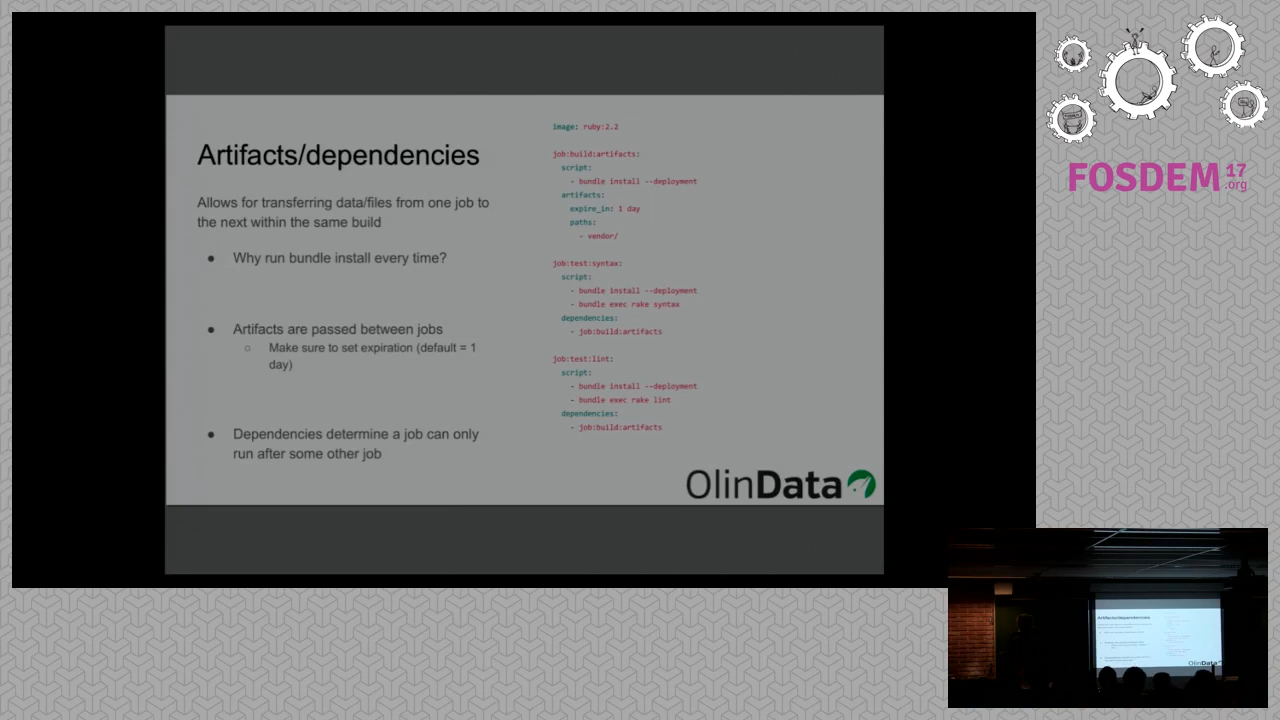 Artifacts/dependencies
Allows for transferring data/files from one job to
the next within the same build
● Why run bundle install every time?
● Artifacts are passed between jobs
○ Make sure to set expiration (default = 1
day)
● Dependencies determine a job can only
run after some other job
image: ruby:2.2
job:build:artifacts:
script:
- bundle install --deployment
artifacts:
expire_in: 1 day
paths:
- vendor/
job:test:syntax:
script:
- bundle install --deployment
- bundle exec rake syntax
dependencies:
- job:build:artifacts
job:test:lint:
script:
- bundle install --deployment
- bundle exec rake lint
dependencies:
- job:build:artifacts
OlinData
FOSDEM 17
.org
Artifacts/dependencies
OlinData